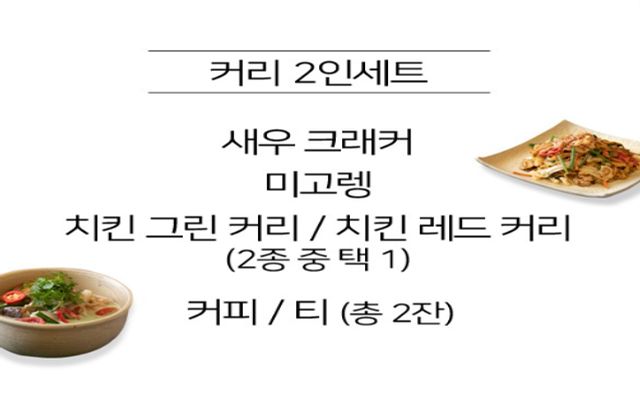 커리 2인세트
새우 크래커
미고렝
치킨 그린 커리 / 치킨 레드 커리
(2종 중 택 1)
커피 / 티 (총 2잔)